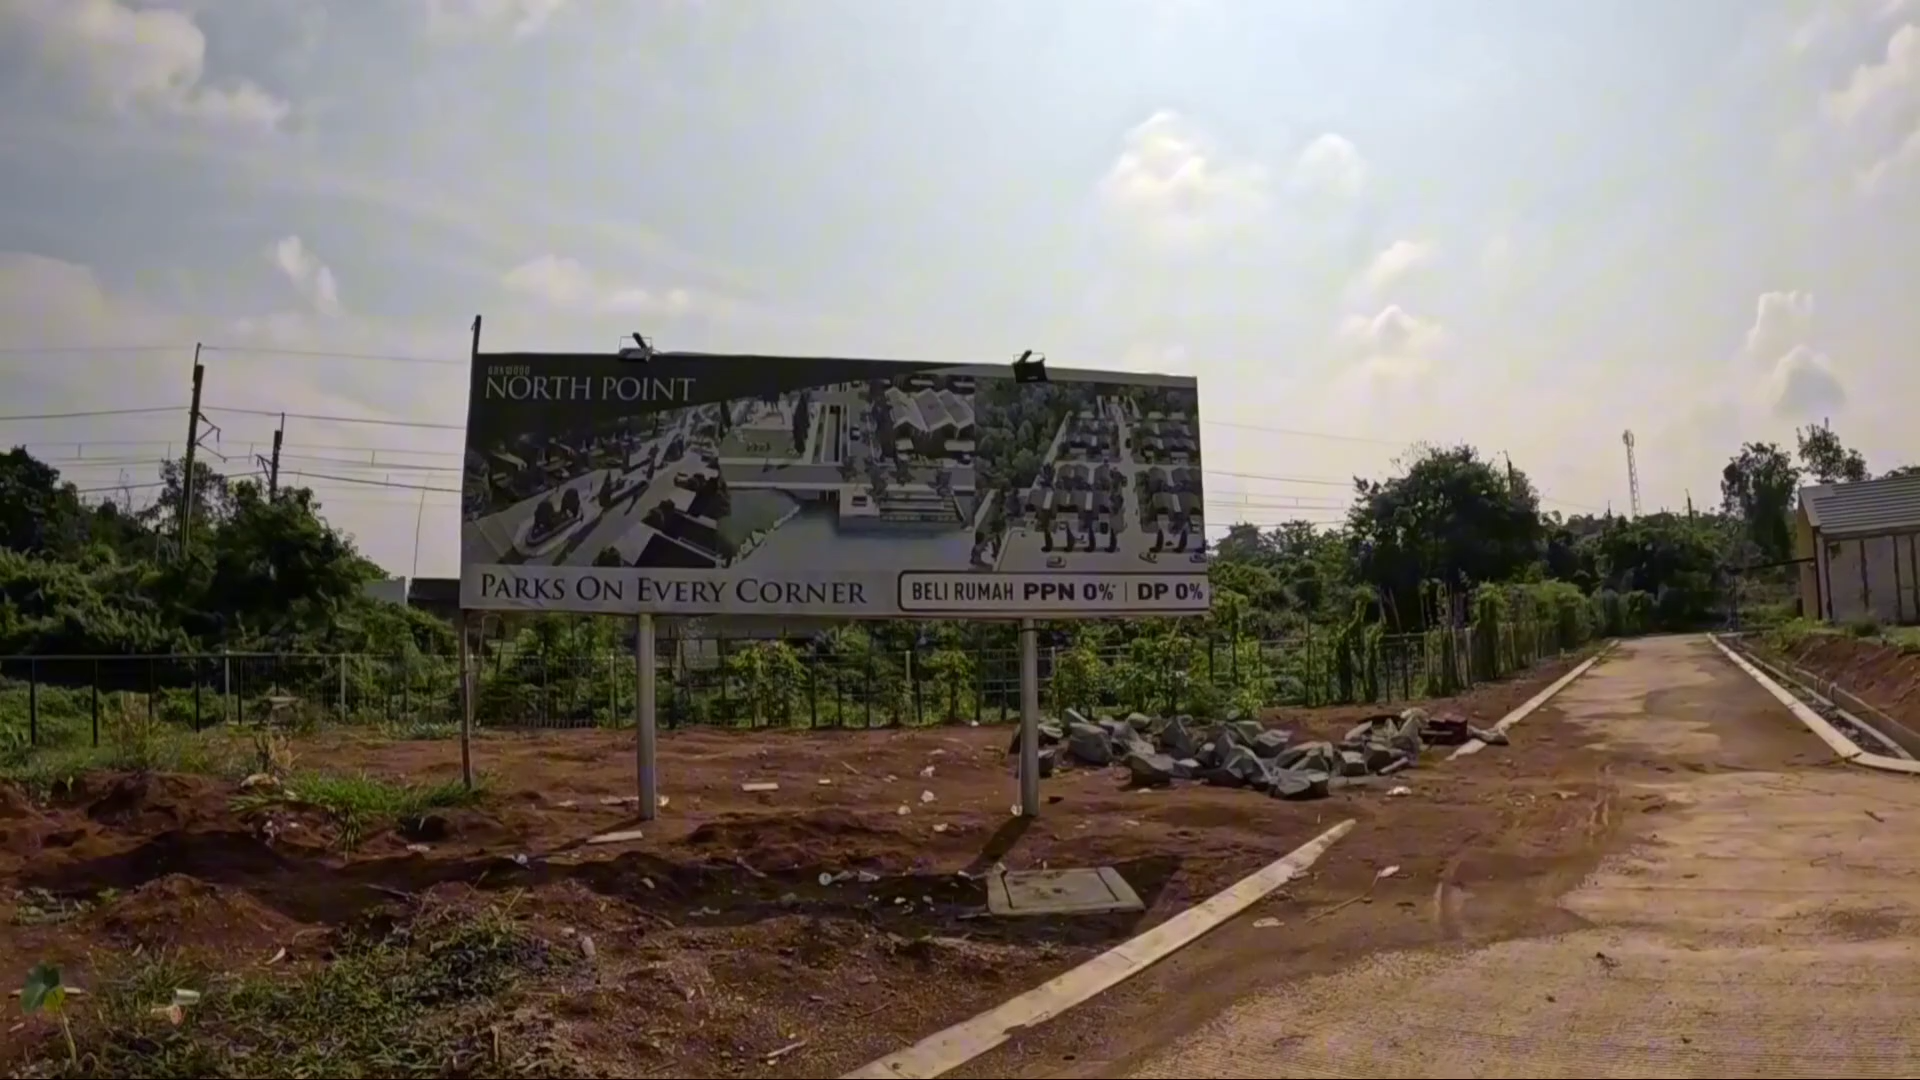 NORTH POINT
PARKS ON EVERY CORNER
BELI RUMAH PPN 0%* | DP 0%